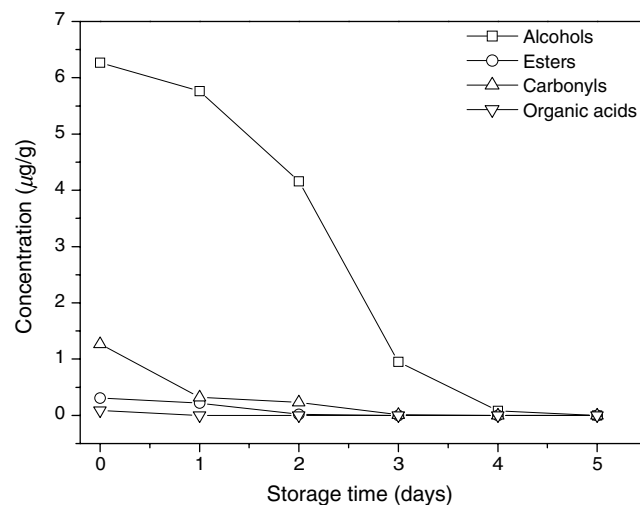 7
6
5
4
3
2
1
0
Concentration (μg/g)
Alcohols
Esters
Carbonyls
Organic acids
0 1 2 3 4 5
Storage time (days)